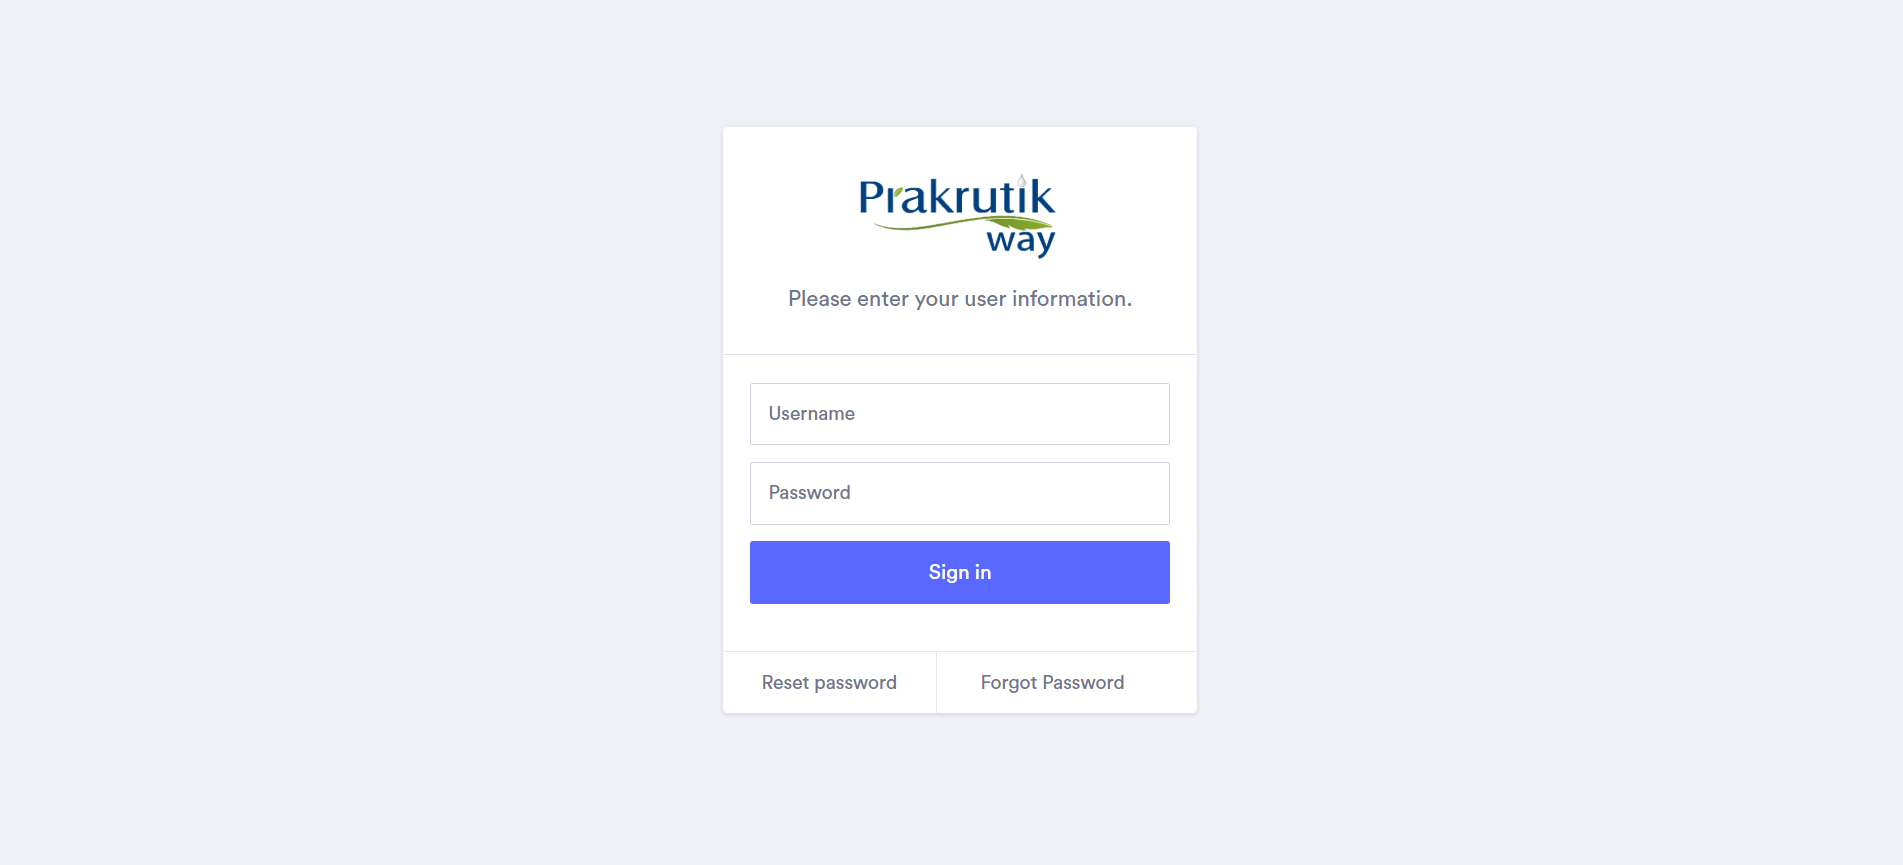 Prakrutik
way
Please enter your user information.
Username
Password
Sign in
Reset password
Forgot Password